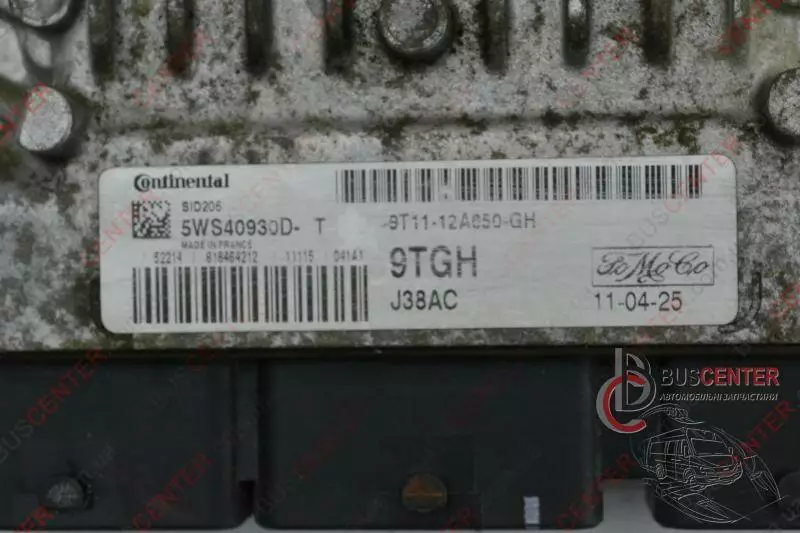 Continental
SID206
5WS40930D- T
MADE IN FRANCE
52214 818464212 11115 041A1
9T11-12A650-GH
9TGH
FoMoCo
J38AC
11-04-25
BUSCENTER
АВТОМОБІЛЬНІ ЗАПЧАСТИНИ